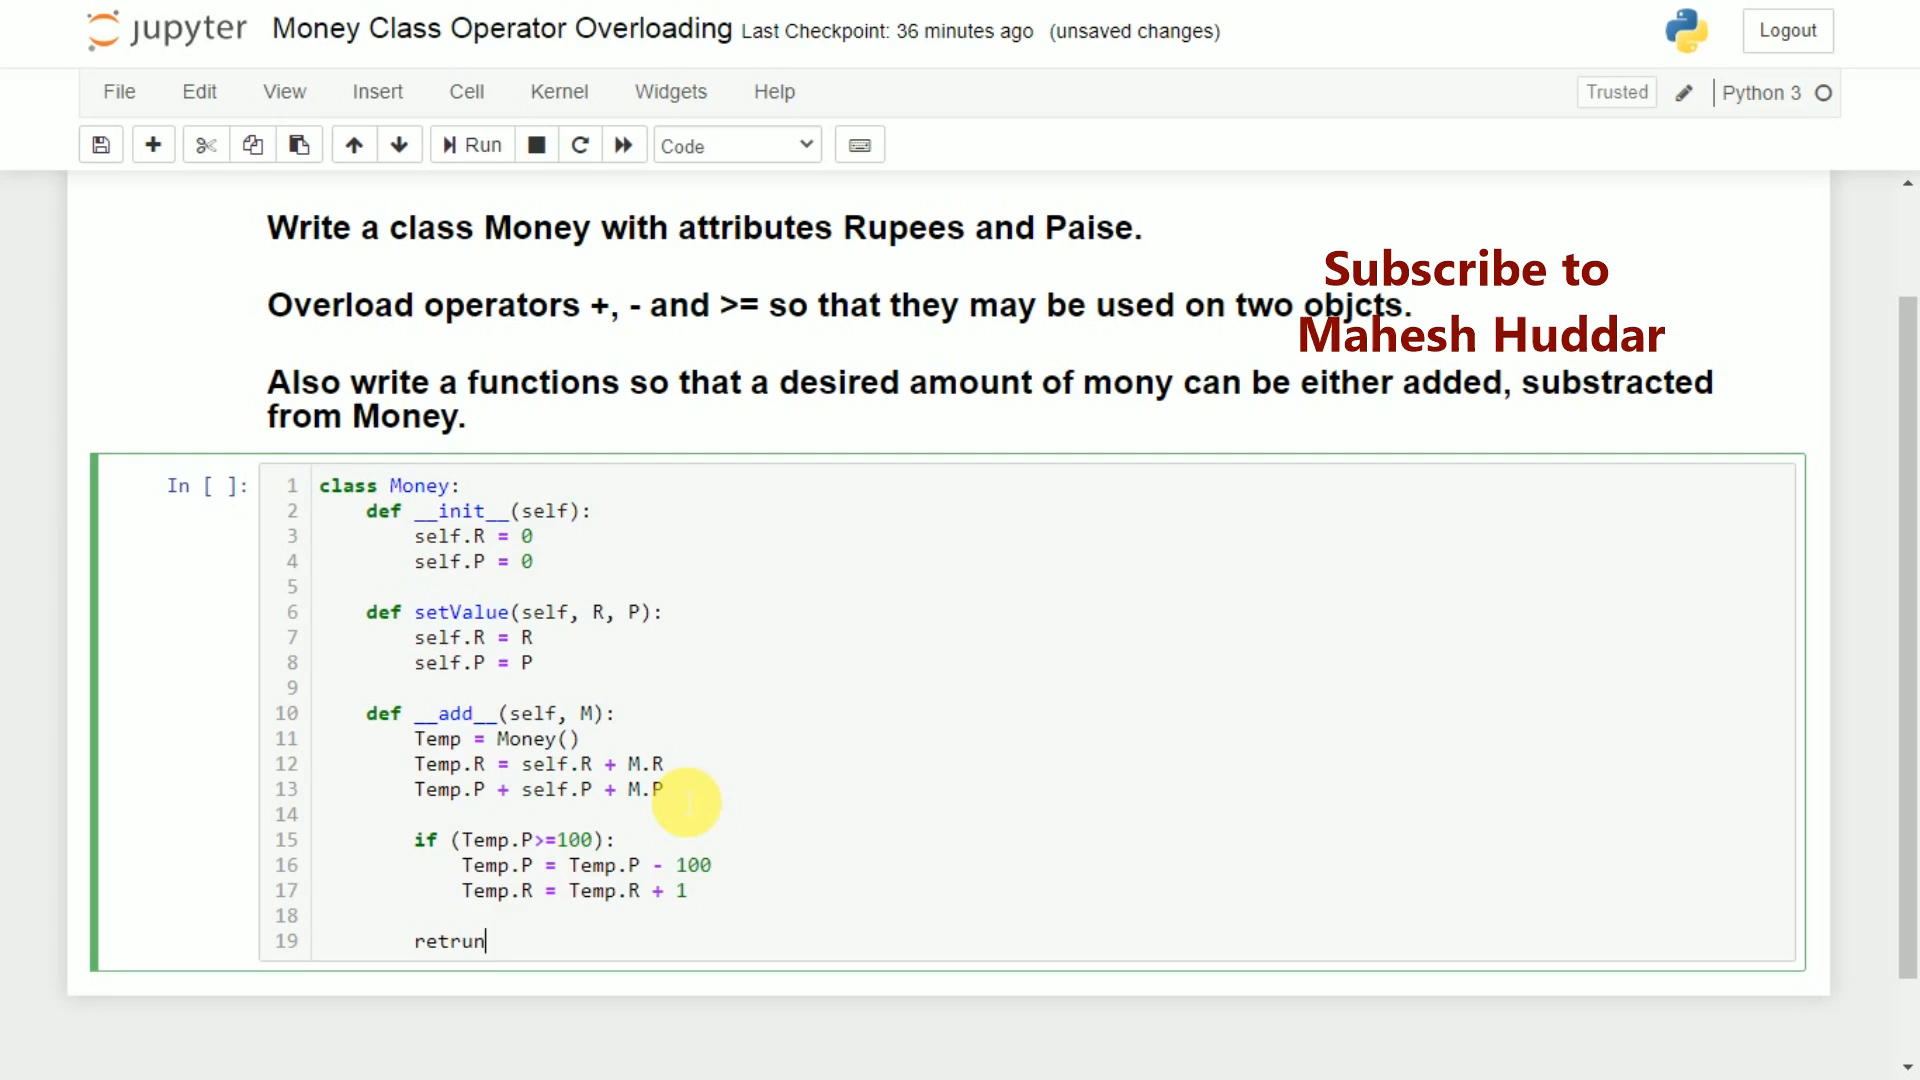 jupyter Money Class Operator Overloading Last Checkpoint: 36 minutes ago (unsaved changes) Logout
File Edit View Insert Cell Kernel Widgets Help Trusted Python 3
Run Code
Write a class Money with attributes Rupees and Paise.
Subscribe to
Overload operators +, - and >= so that they may be used on two objcts.
Mahesh Huddar
Also write a functions so that a desired amount of mony can be either added, substracted
from Money.
In [ ]: 1 class Money:
2     def __init__(self):
3         self.R = 0
4         self.P = 0
5
6     def setValue(self, R, P):
7         self.R = R
8         self.P = P
9
10     def __add__(self, M):
11         Temp = Money()
12         Temp.R = self.R + M.R
13         Temp.P + self.P + M.P
14
15         if (Temp.P>=100):
16             Temp.P = Temp.P - 100
17             Temp.R = Temp.R + 1
18
19         retrun